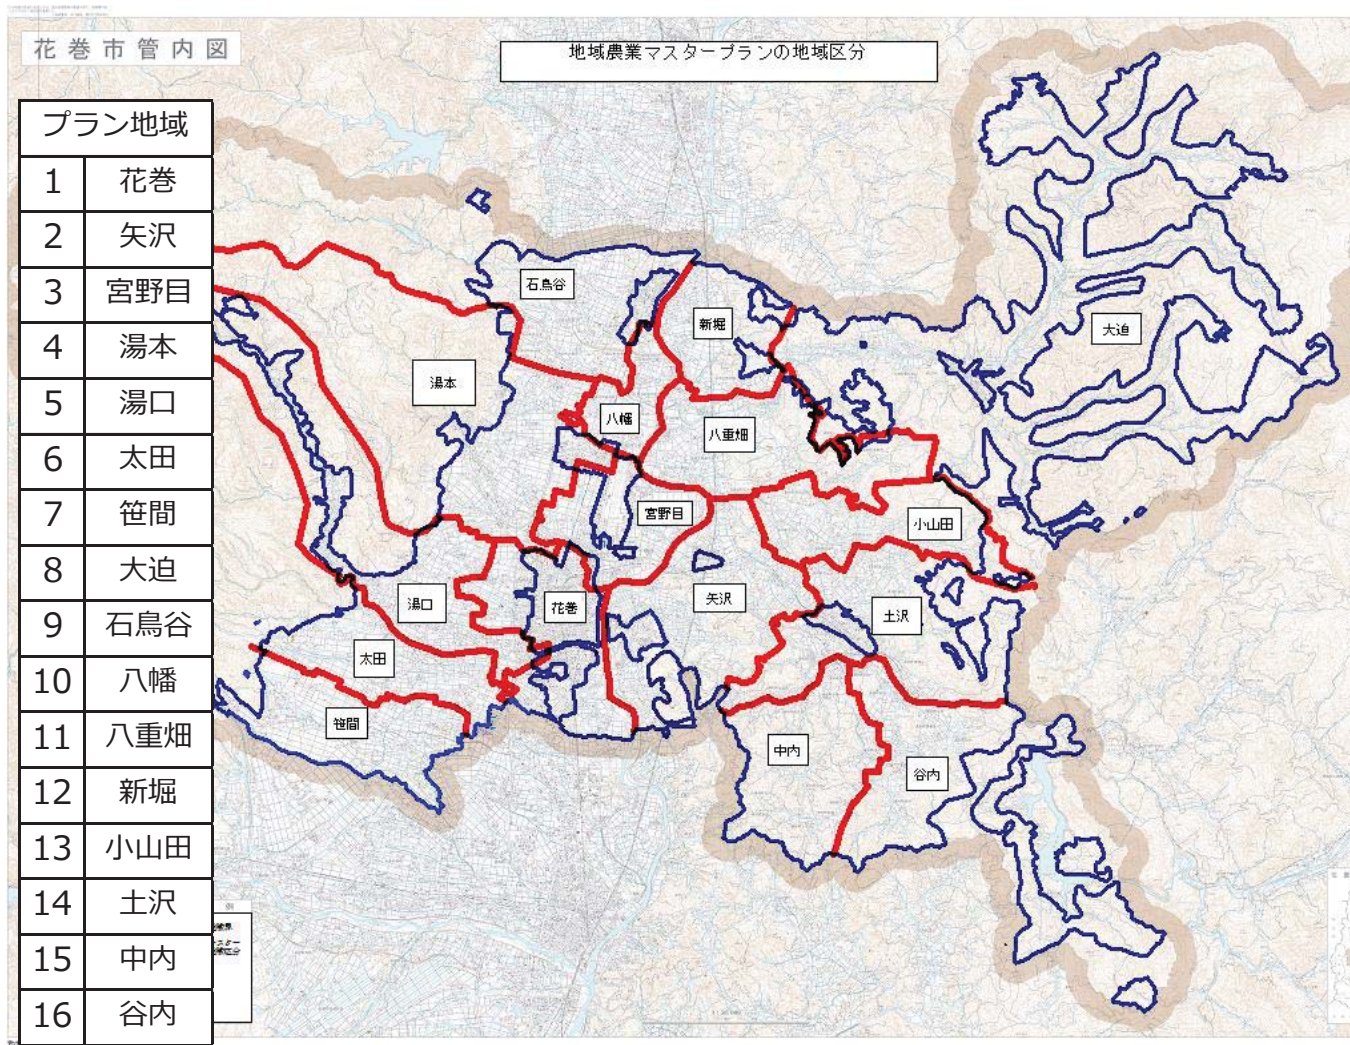 花巻市管内図
地域農業マスタープランの地域区分
プラン地域
1 花巻
2 矢沢
3 宮野目
4 湯本
5 湯口
6 太田
7 笹間
8 大迫
9 石鳥谷
10 八幡
11 八重畑
12 新堀
13 小山田
14 土沢
15 中内
16 谷内
石鳥谷
新堀
大迫
湯本
八幡
八重畑
宮野目
小山田
湯口
花巻
矢沢
土沢
太田
笹間
中内
谷内
例